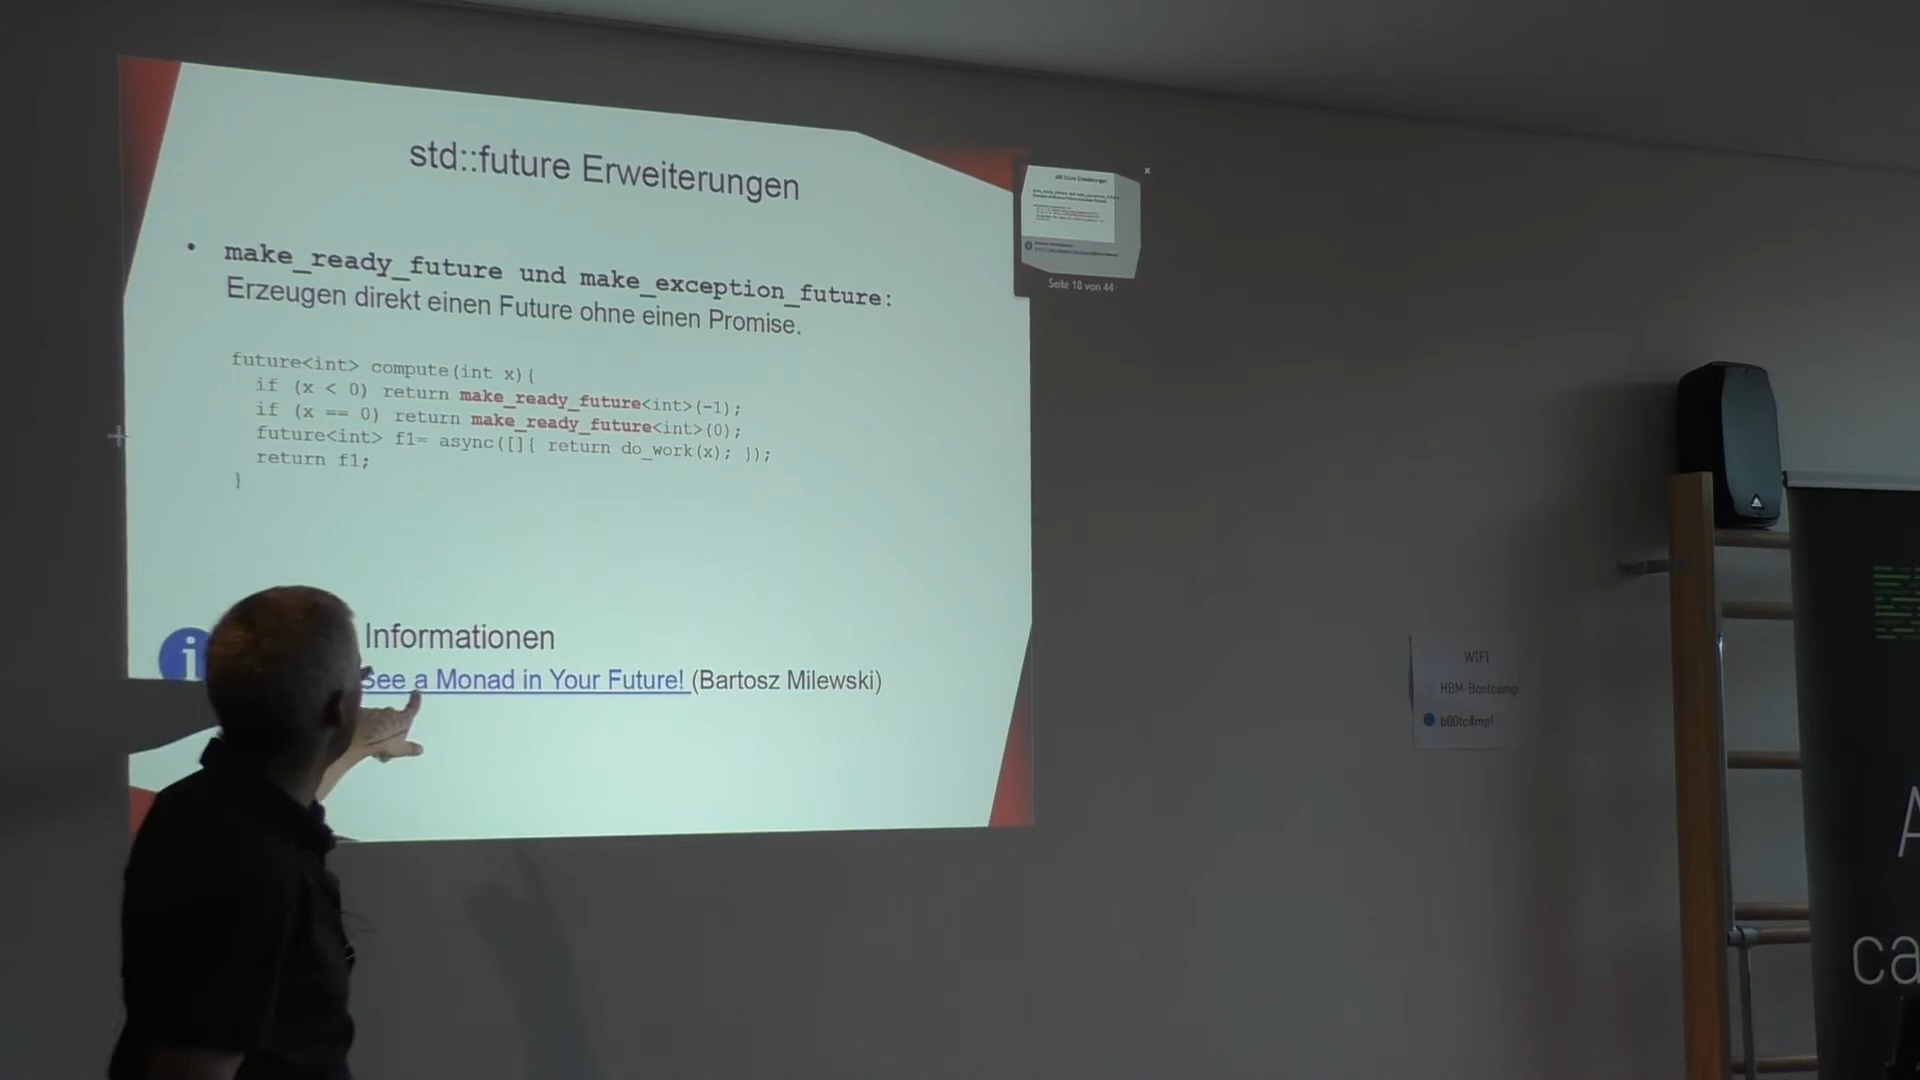 std::future Erweiterungen
• make_ready_future und make_exception_future:
Erzeugen direkt einen Future ohne einen Promise.
future<int> compute(int x){
if (x < 0) return make_ready_future<int>(-1);
if (x == 0) return make_ready_future<int>(0);
future<int> f1= async([]{ return do_work(x); });
return f1;
}
i
Informationen
See a Monad in Your Future! (Bartosz Milewski)
x
Seite 18 von 44
WIFI
HBM-Bootcamp
b00tc4mp!
A
ca